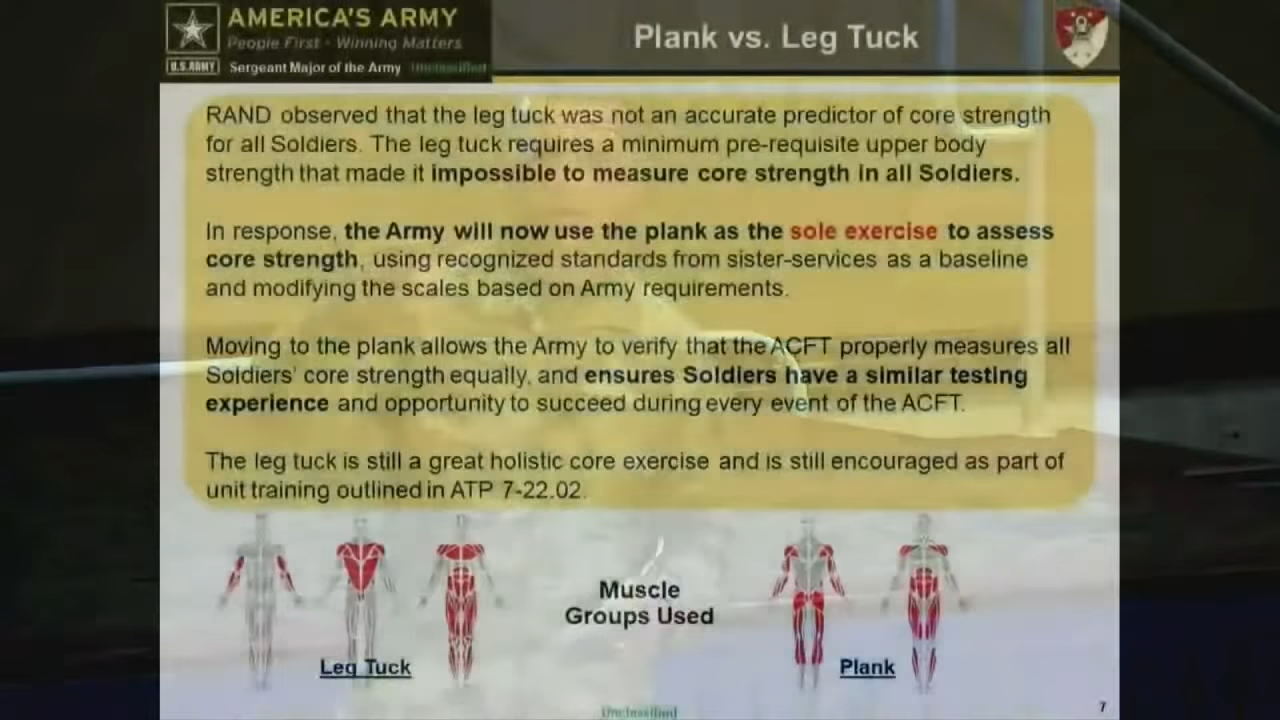 AMERICA'S ARMY
People First - Winning Matters
U.S.ARMY
Sergeant Major of the Army Unclassified
Plank vs. Leg Tuck
RAND observed that the leg tuck was not an accurate predictor of core strength
for all Soldiers. The leg tuck requires a minimum pre-requisite upper body
strength that made it impossible to measure core strength in all Soldiers.
In response, the Army will now use the plank as the sole exercise to assess
core strength, using recognized standards from sister-services as a baseline
and modifying the scales based on Army requirements.
Moving to the plank allows the Army to verify that the ACFT properly measures all
Soldiers' core strength equally, and ensures Soldiers have a similar testing
experience and opportunity to succeed during every event of the ACFT.
The leg tuck is still a great holistic core exercise and is still encouraged as part of
unit training outlined in ATP 7-22.02.
Muscle
Groups Used
Leg Tuck
Plank
Unclassified
7